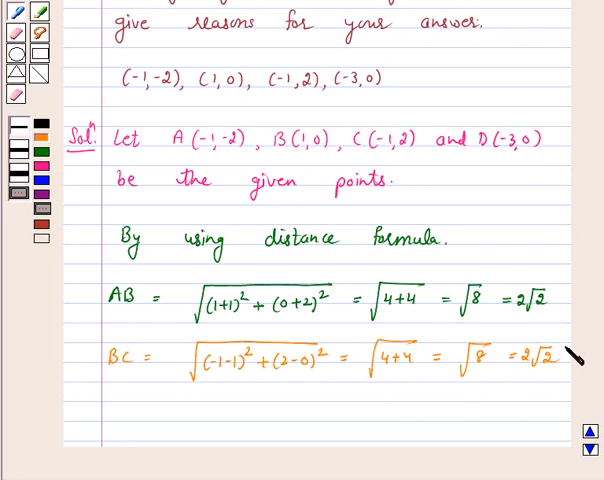 give reasons for your answer.
(-1,-2), (1,0), (-1,2), (-3,0)
Solⁿ. Let A(-1,-2), B(1,0), C(-1,2) and D(-3,0)
be the given points.
By using distance formula.
AB = √((1+1)² + (0+2)²) = √(4+4) = √8 = 2√2
BC = √((-1-1)² + (2-0)²) = √(4+4) = √8 = 2√2